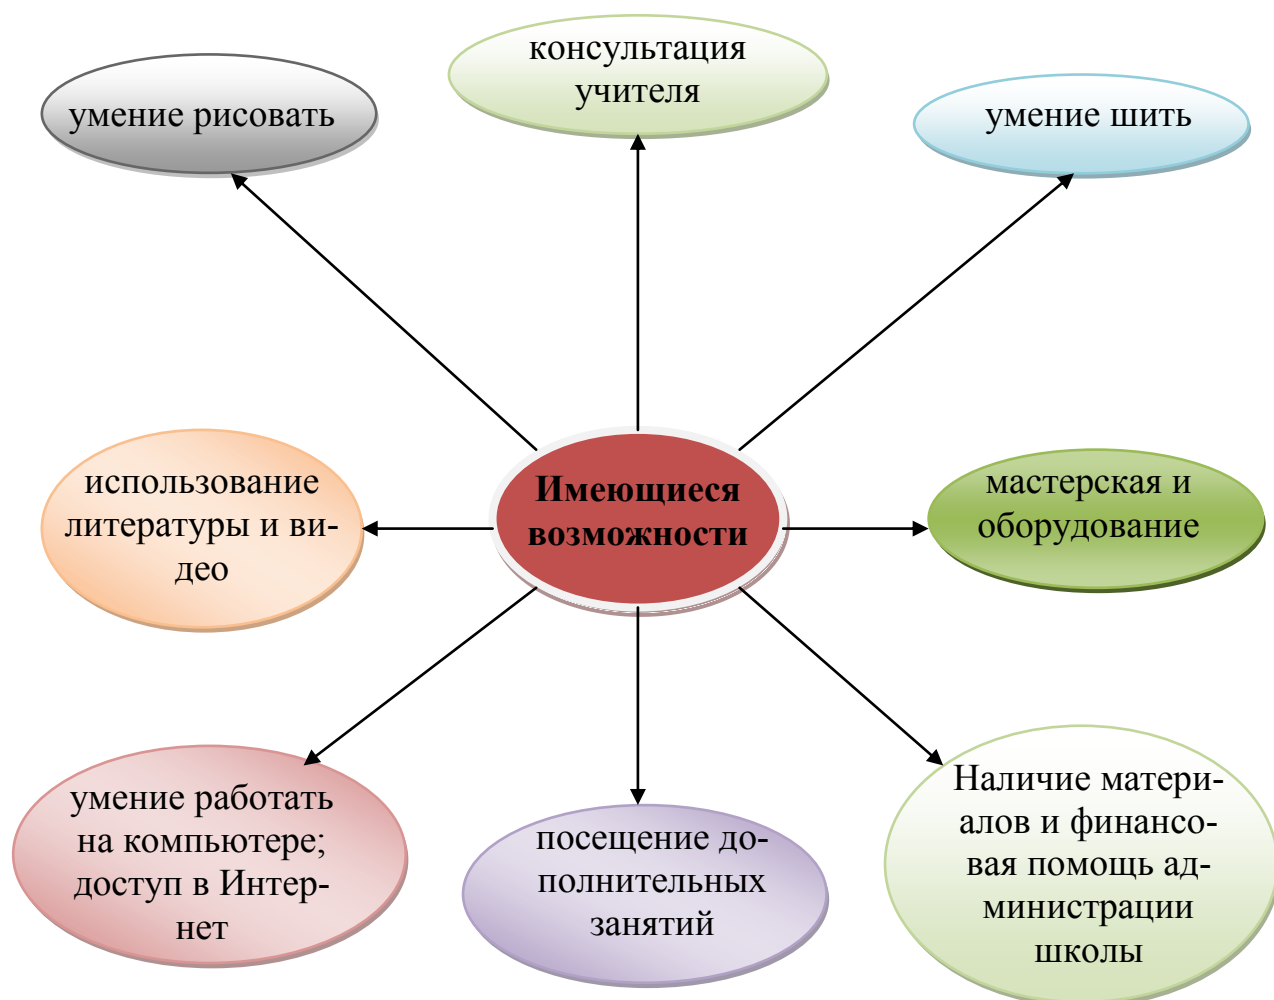 консультация
учителя
умение рисовать
умение шить
использование
литературы и ви-
део
Имеющиеся
возможности
мастерская и
оборудование
умение работать
на компьютере;
доступ в Интер-
нет
посещение до-
полнительных
занятий
Наличие матери-
алов и финансо-
вая помощь ад-
министрации
школы